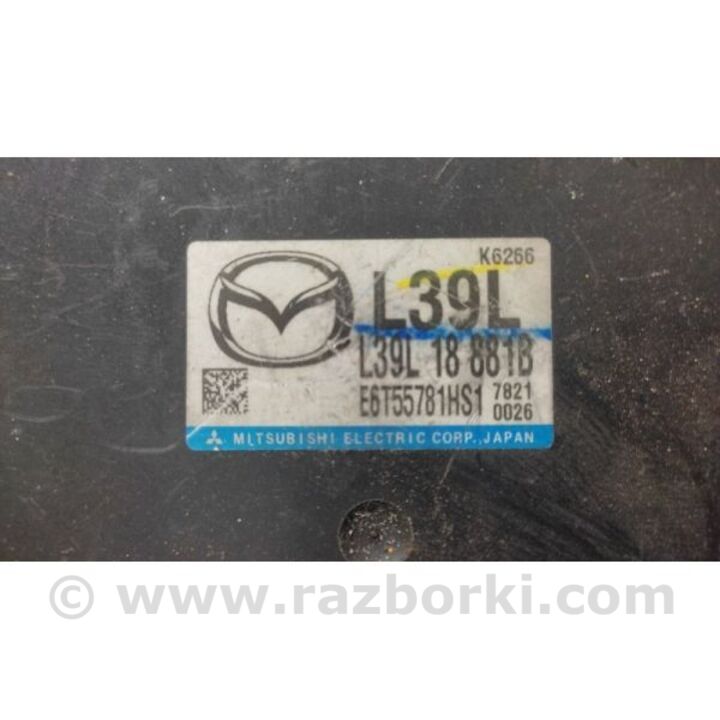 K6266
L39L
L39L 18 881B
E6T55781HS1 7821
0026
MITSUBISHI ELECTRIC CORP., JAPAN
© www.razborki.com